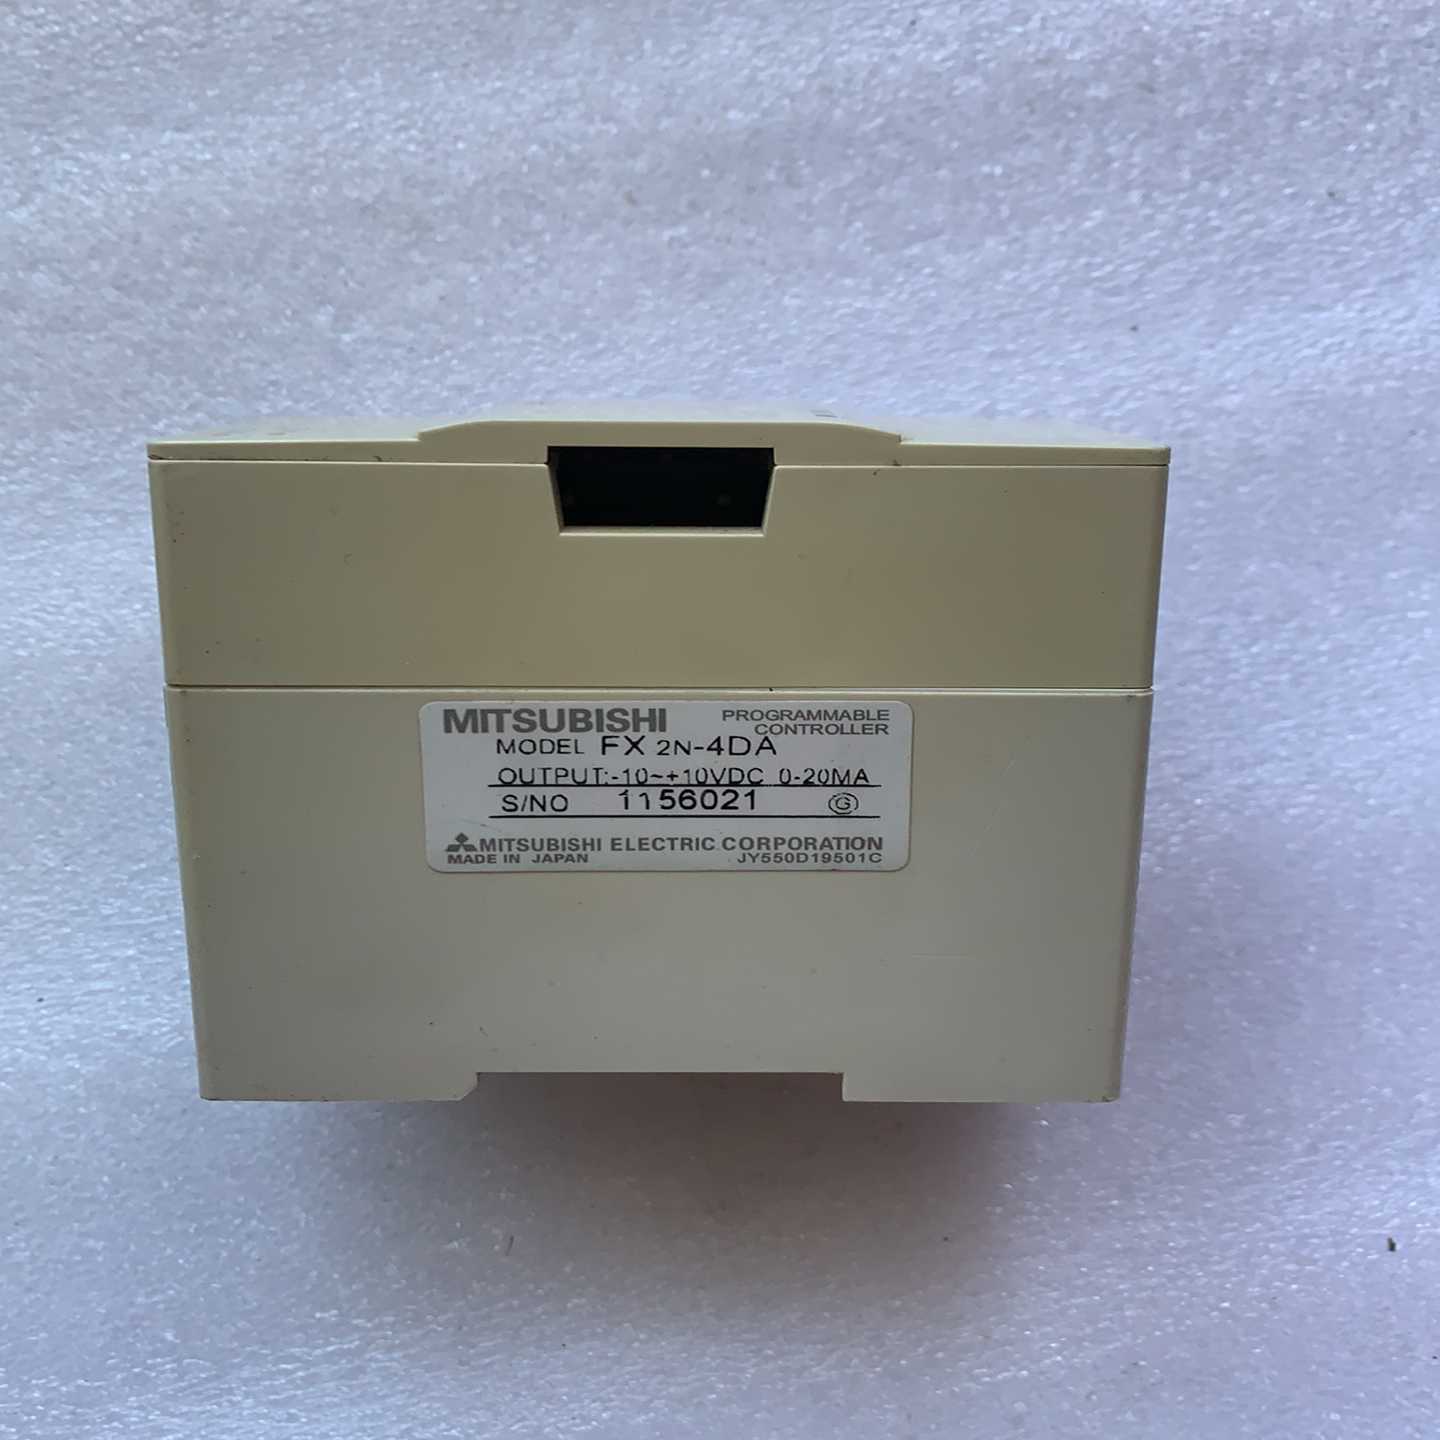 MITSUBISHI PROGRAMMABLE CONTROLLER
MODEL FX 2N-4DA
OUTPUT:-10~+10VDC 0-20MA
S/NO 1156021 G
MITSUBISHI ELECTRIC CORPORATION
MADE IN JAPAN JY550D19501C